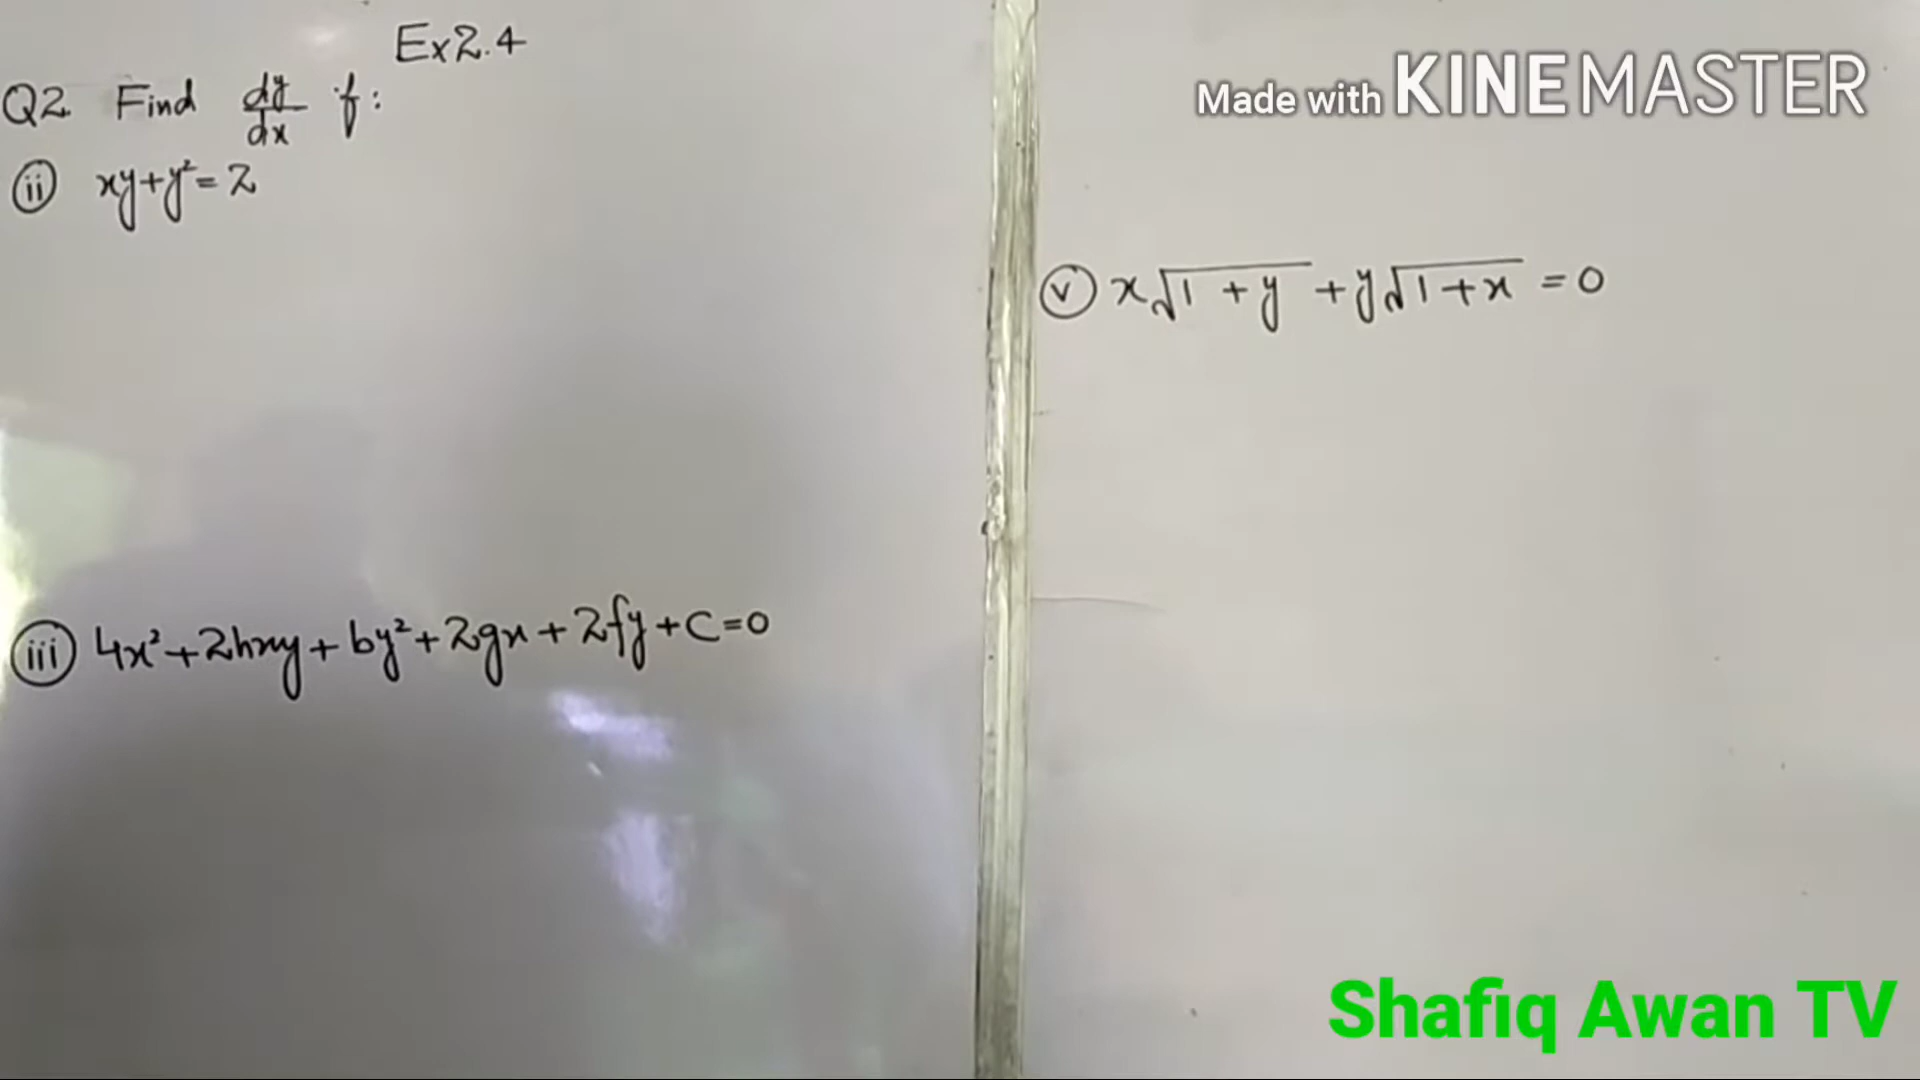 Ex2.4
Q2 Find dy/dx if:
(ii) xy+y²=2
(iii) 4x²+2hxy+by²+2gx+2fy+C=0
Made with KINEMASTER
(v) x√(1+y) + y√(1+x) = 0
Shafiq Awan TV